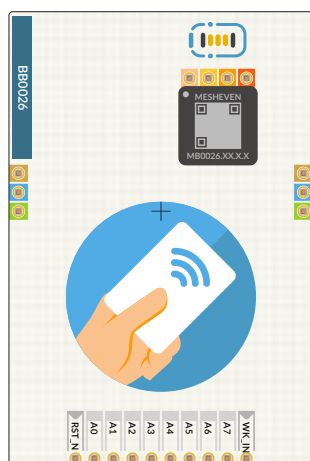 BB0026
MESHEVEN
MB0026.XX.X.X
RST_N
A0
A1
A2
A3
A4
A5
A6
A7
WK_IN